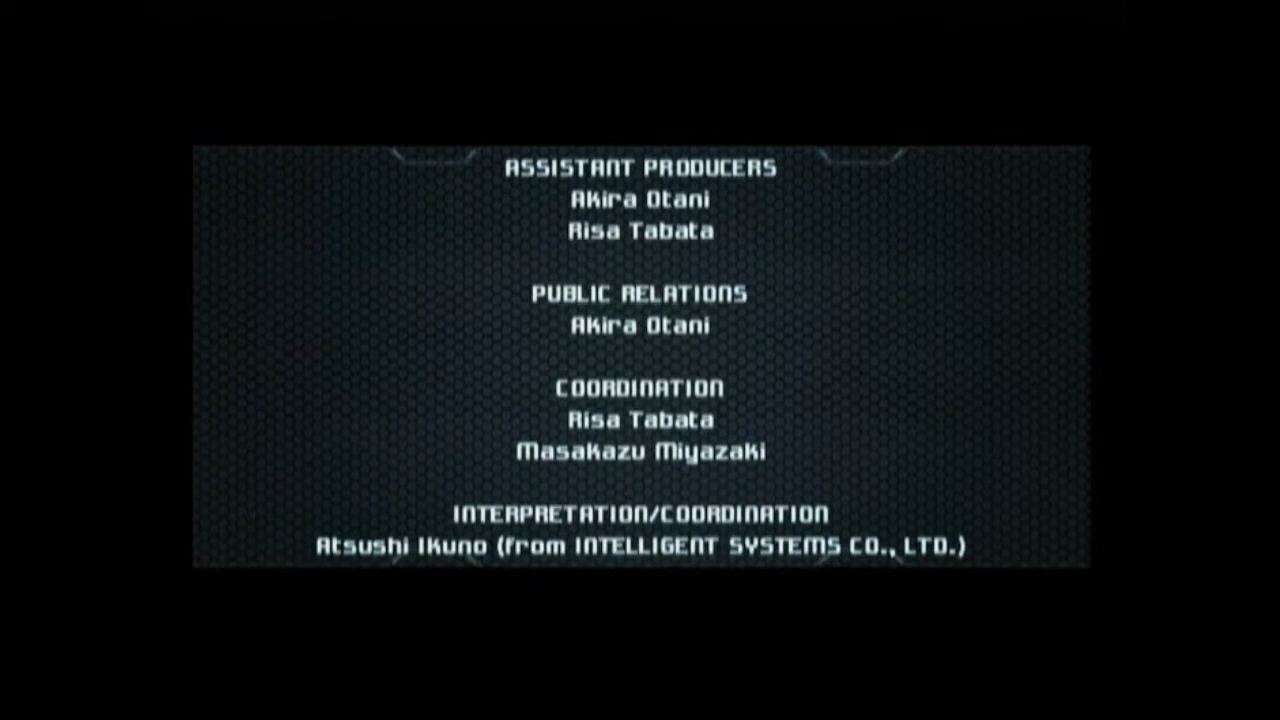 ASSISTANT PRODUCERS
Akira Otani
Risa Tabata
PUBLIC RELATIONS
Akira Otani
COORDINATION
Risa Tabata
Masakazu Miyazaki
INTERPRETATION/COORDINATION
Atsushi Ikuno (from INTELLIGENT SYSTEMS CO., LTD.)